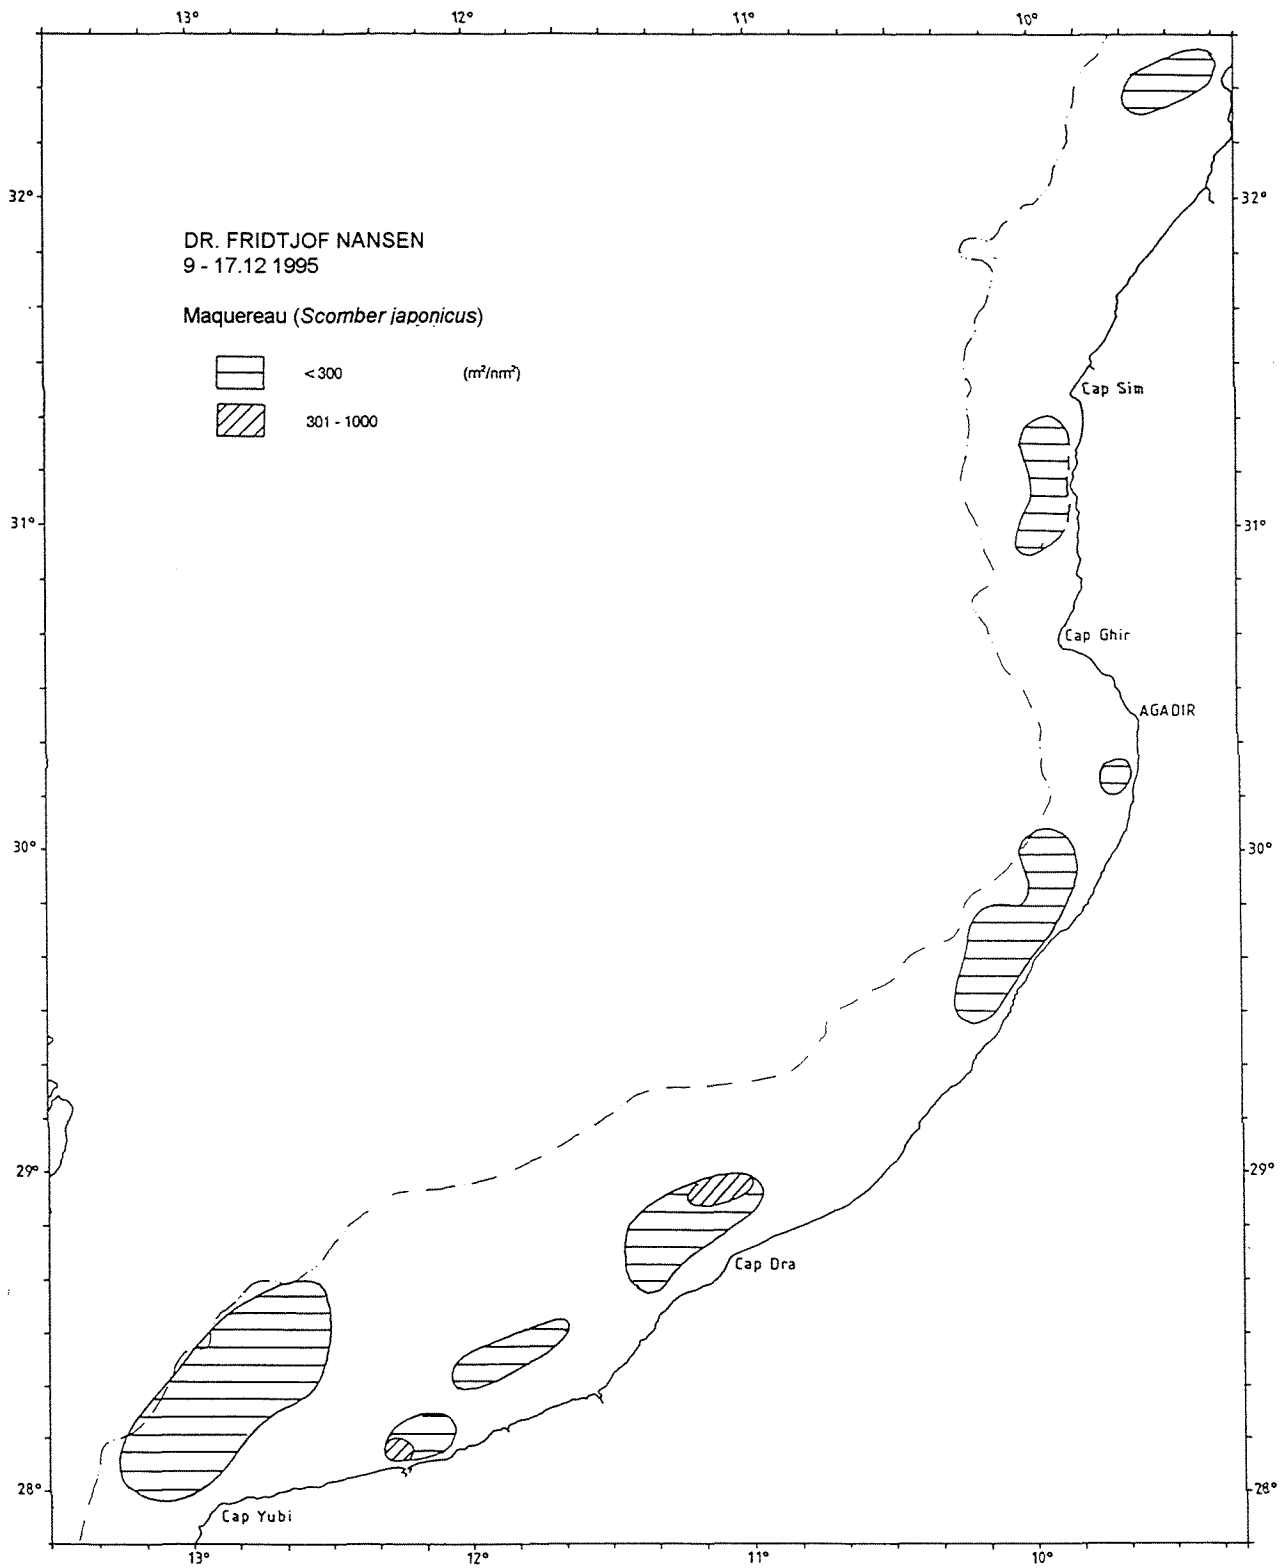 13° 12° 11° 10°
32° 32°
DR. FRIDTJOF NANSEN
9 - 17.12 1995
Maquereau (Scomber japonicus)
<300 (m²/nm²)
301 - 1000
Cap Sim
31° 31°
Cap Ghir
AGADIR
30° 30°
29° 29°
Cap Dra
28° 28°
Cap Yubi
13° 12° 11° 10°